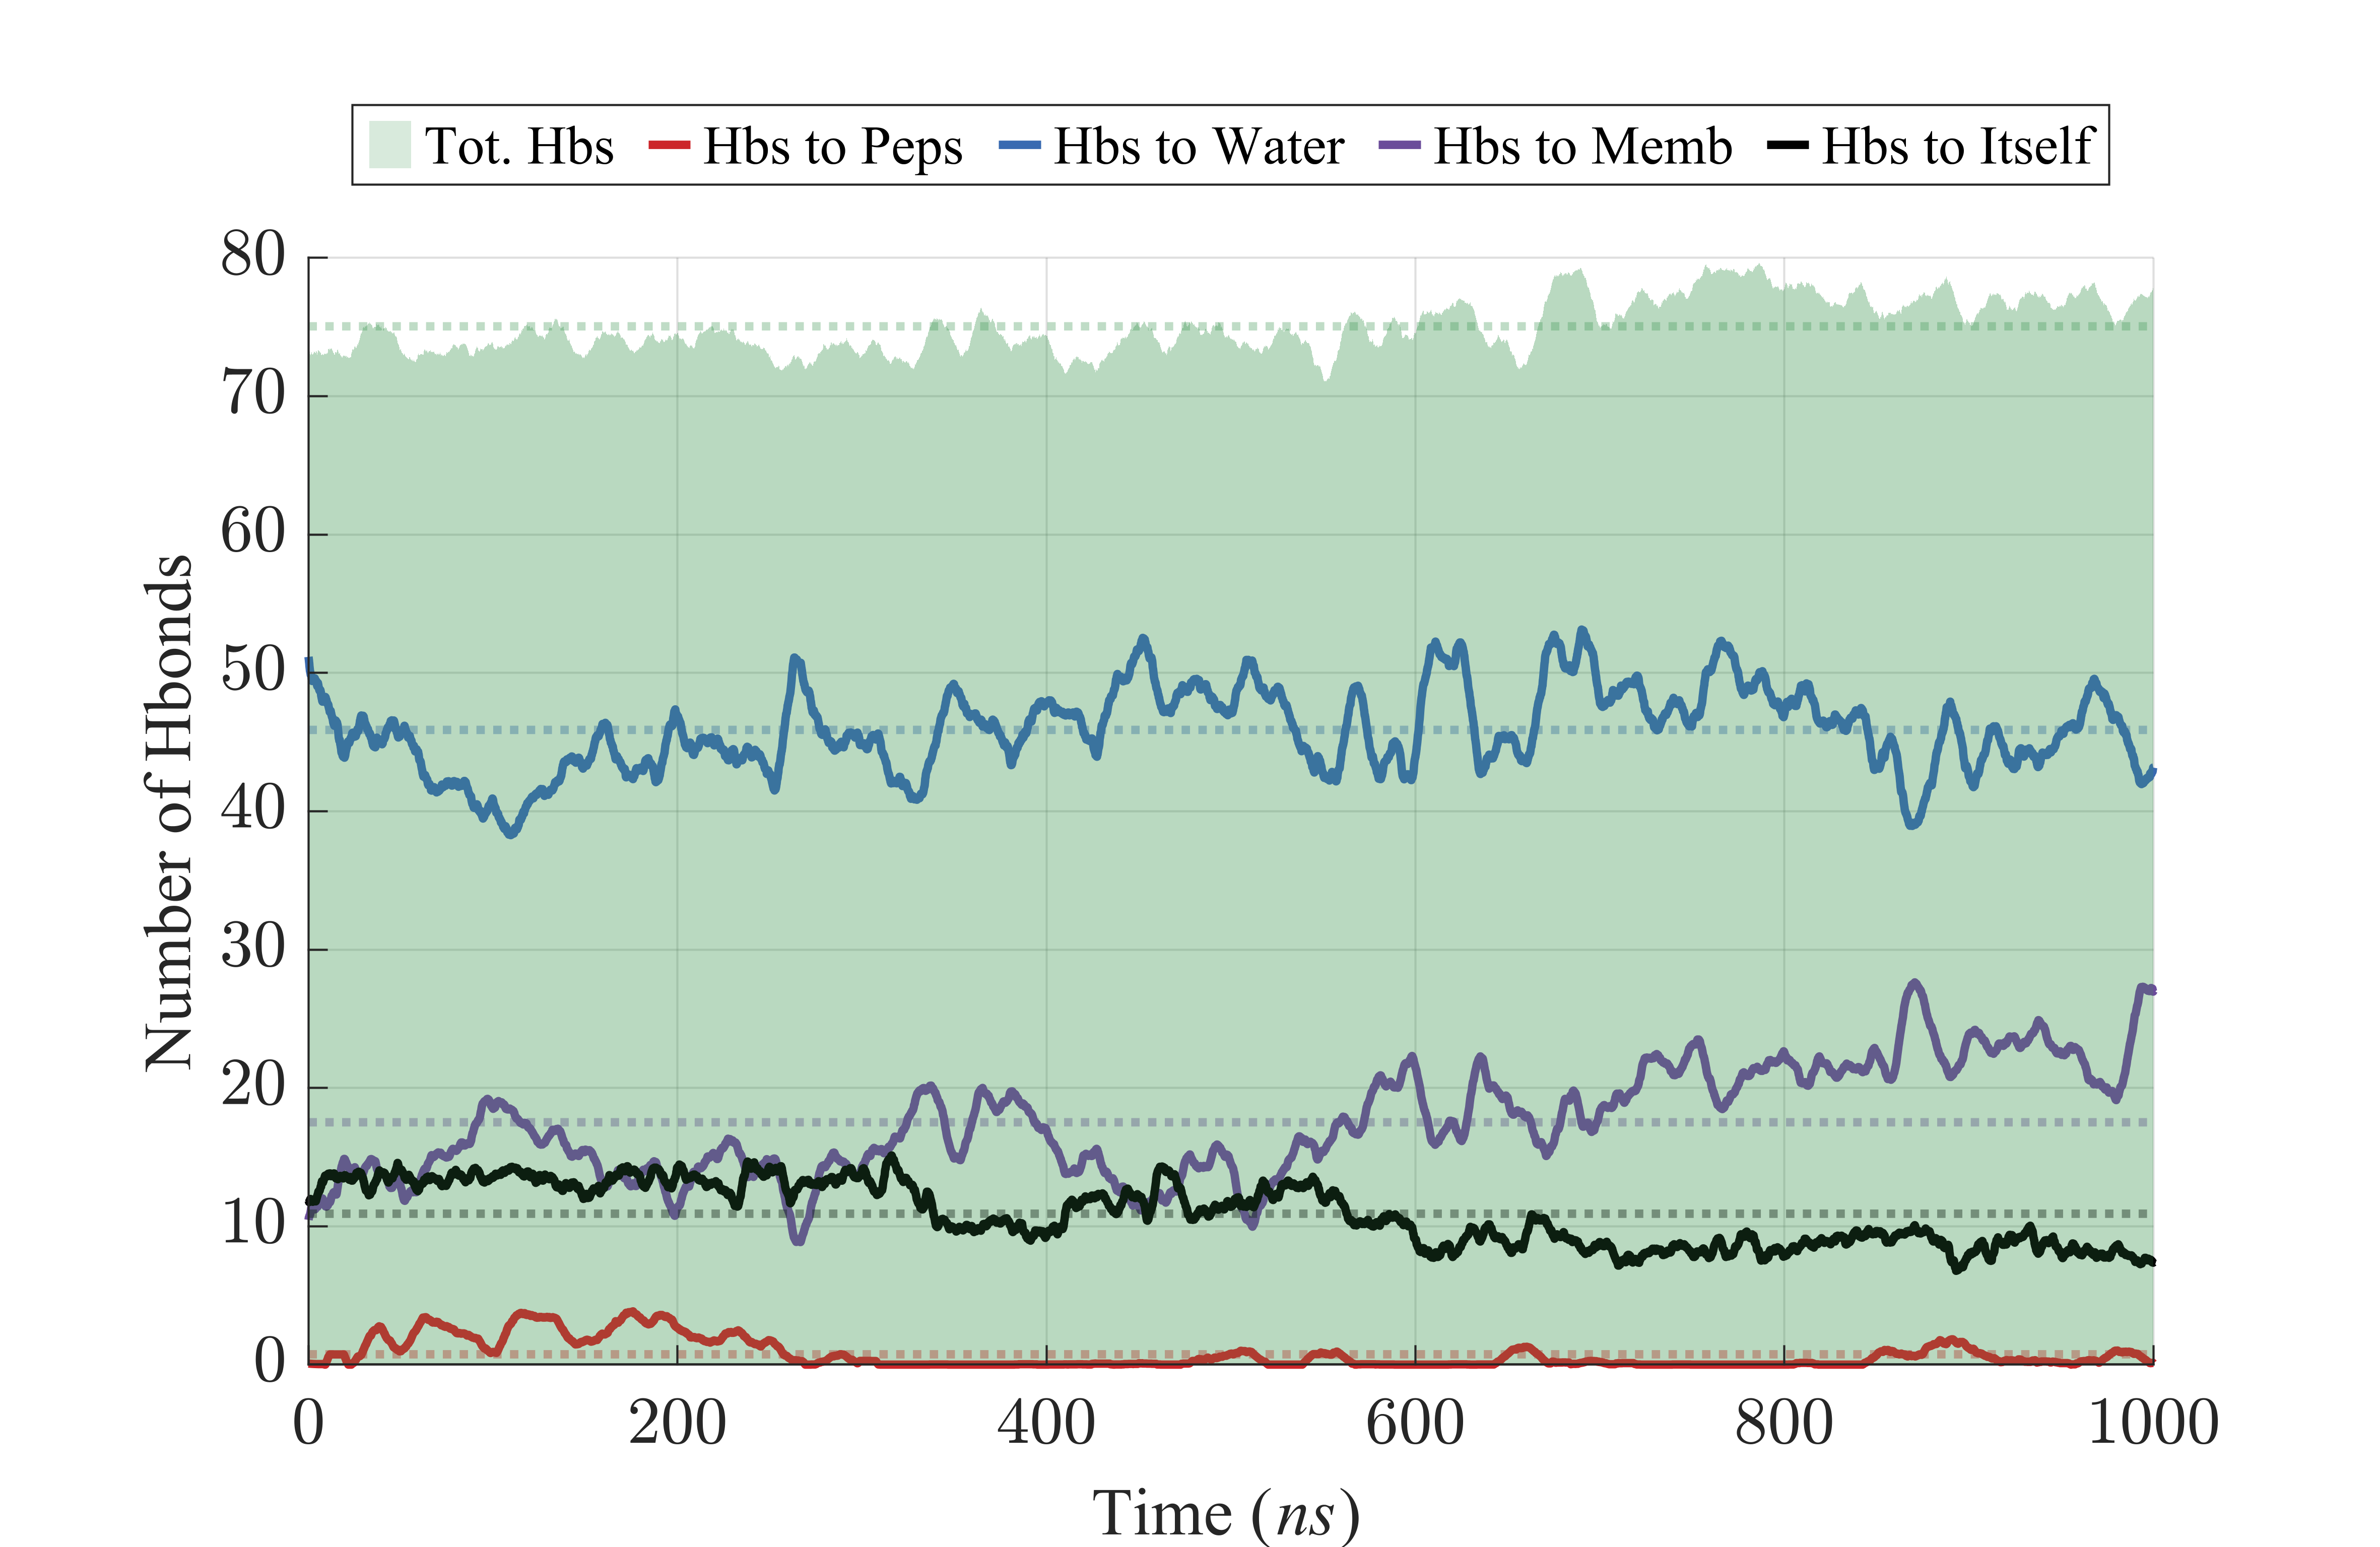 Tot. Hbs Hbs to Peps Hbs to Water Hbs to Memb Hbs to Itself
80
70
60
50
40
30
20
10
0
Number of Hbonds
0 200 400 600 800 1000
Time (ns)